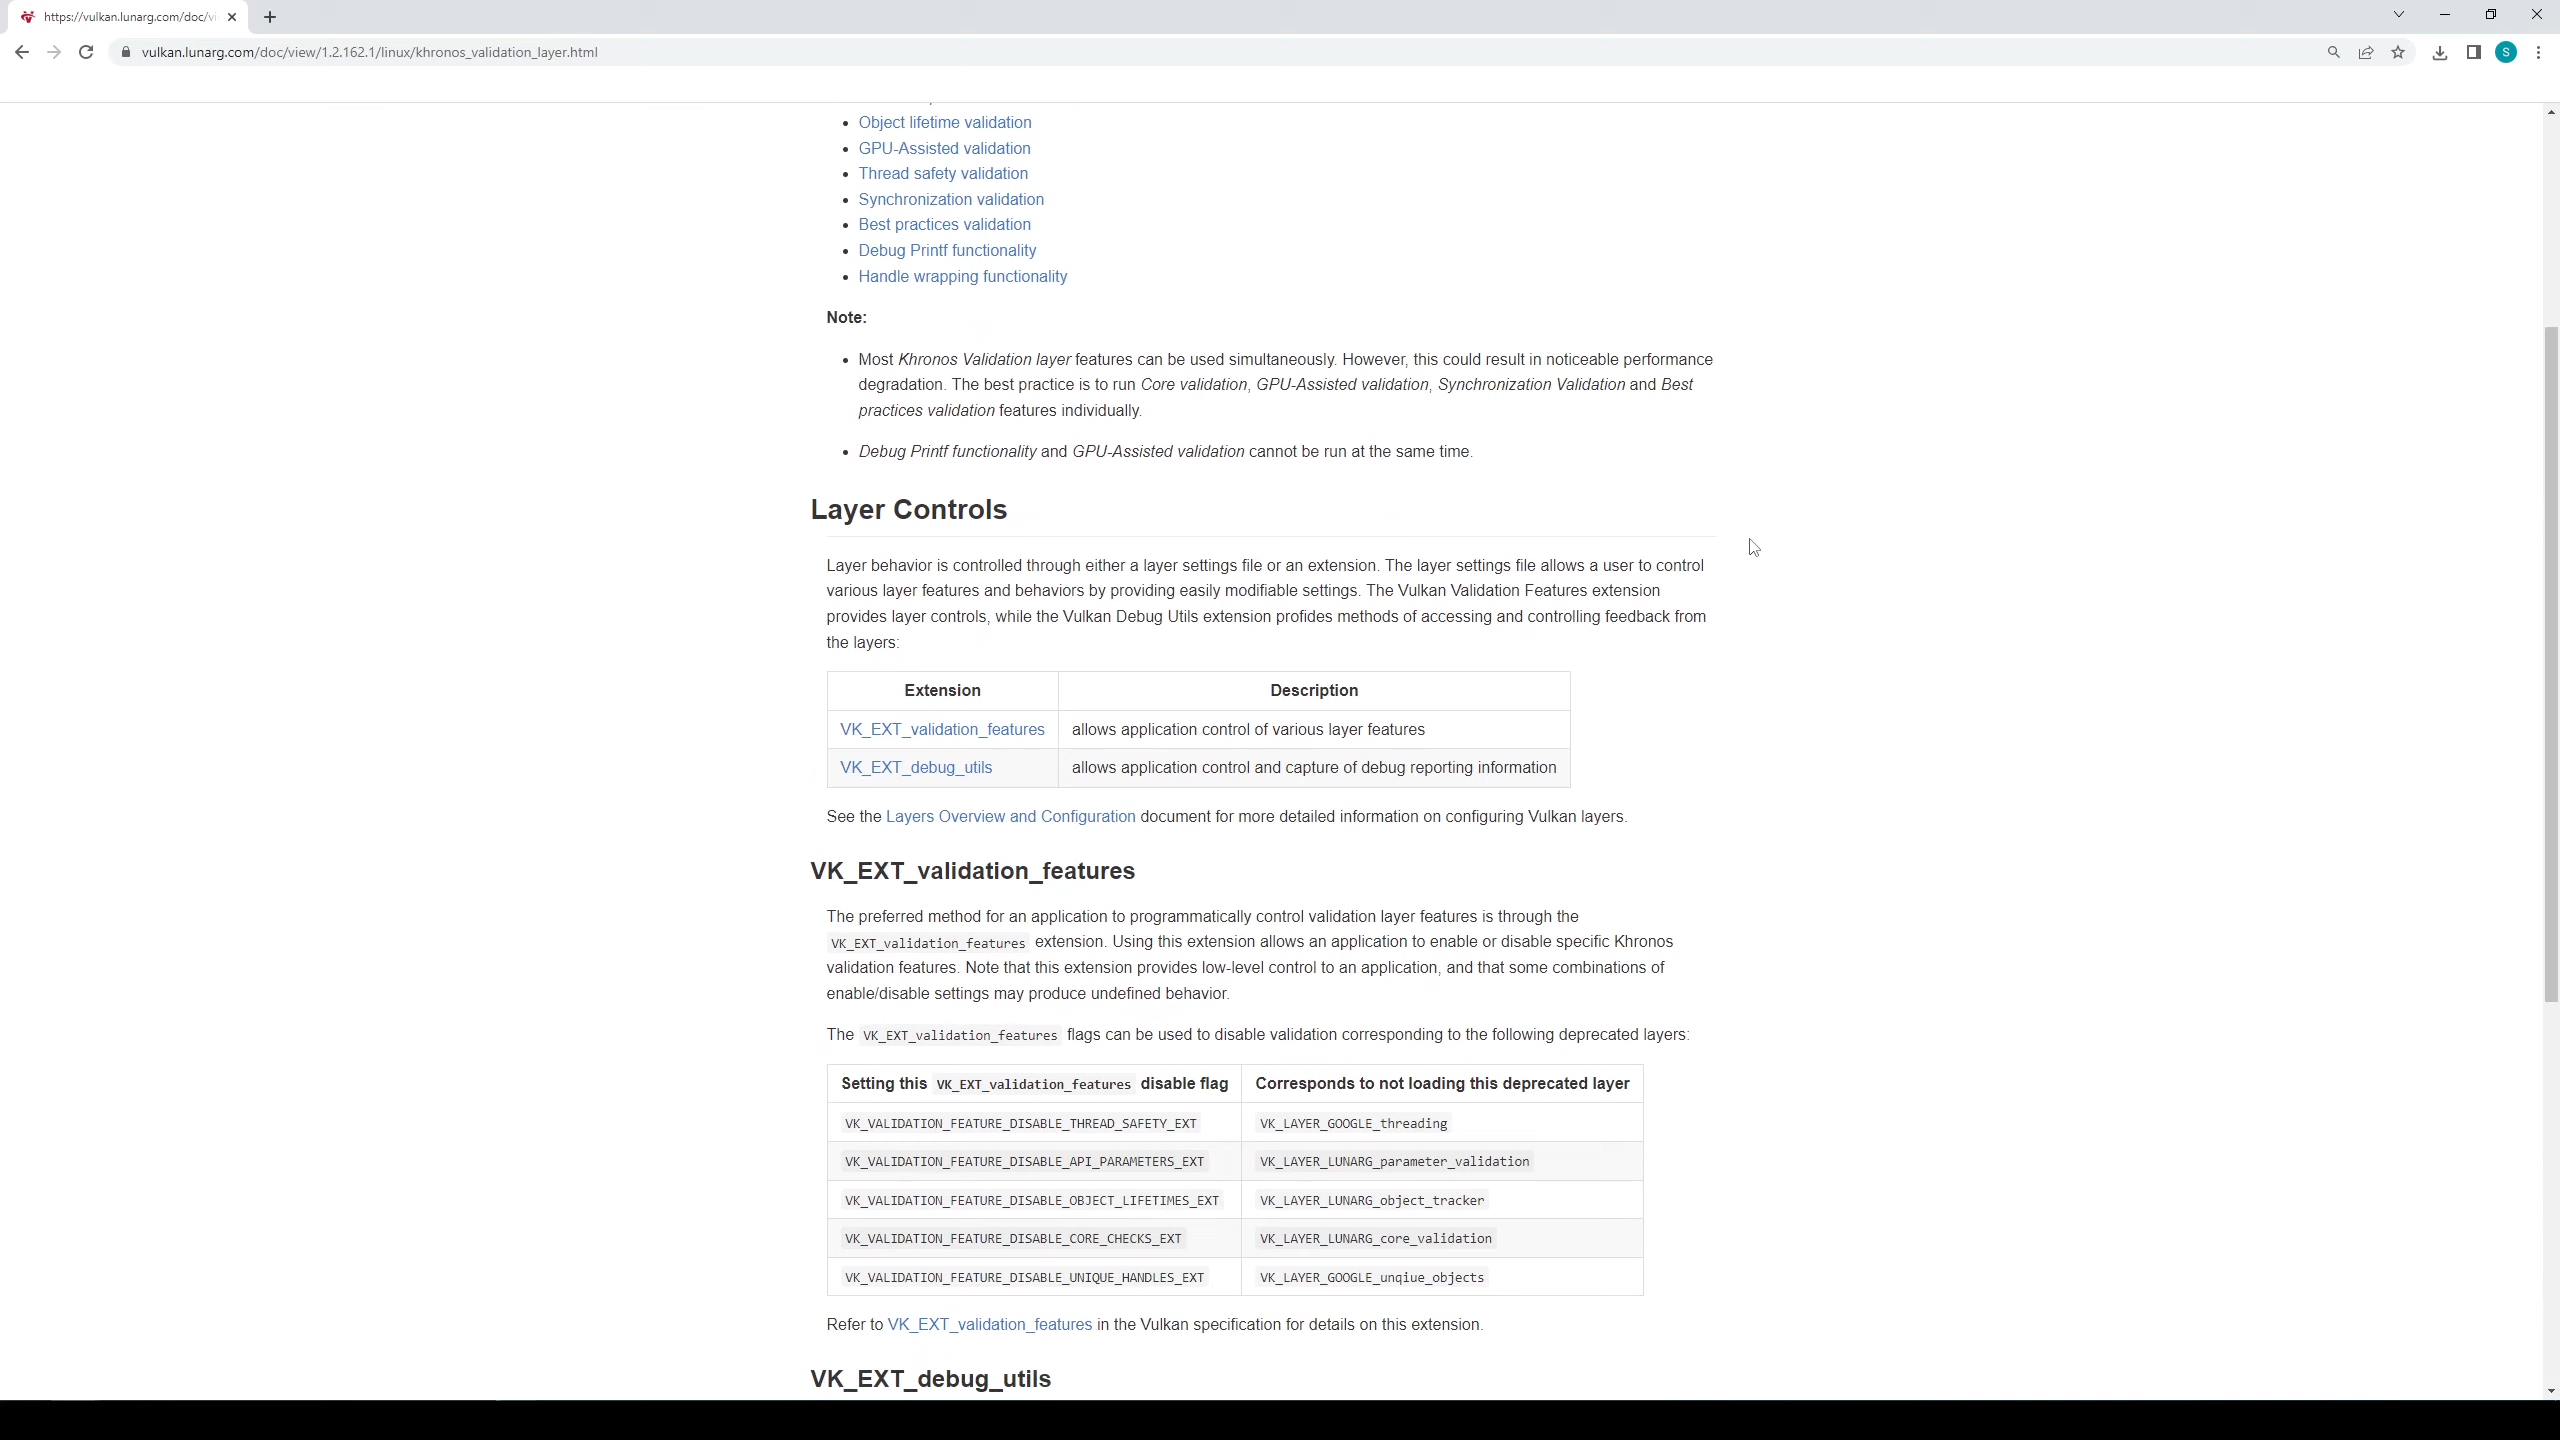 https://vulkan.lunarg.com/doc/vi
vulkan.lunarg.com/doc/view/1.2.162.1/linux/khronos_validation_layer.html
S
• Object lifetime validation
• GPU-Assisted validation
• Thread safety validation
• Synchronization validation
• Best practices validation
• Debug Printf functionality
• Handle wrapping functionality
Note:
• Most Khronos Validation layer features can be used simultaneously. However, this could result in noticeable performance
degradation. The best practice is to run Core validation, GPU-Assisted validation, Synchronization Validation and Best
practices validation features individually.
• Debug Printf functionality and GPU-Assisted validation cannot be run at the same time.
Layer Controls
Layer behavior is controlled through either a layer settings file or an extension. The layer settings file allows a user to control
various layer features and behaviors by providing easily modifiable settings. The Vulkan Validation Features extension
provides layer controls, while the Vulkan Debug Utils extension profides methods of accessing and controlling feedback from
the layers:
Extension Description
VK_EXT_validation_features allows application control of various layer features
VK_EXT_debug_utils allows application control and capture of debug reporting information
See the Layers Overview and Configuration document for more detailed information on configuring Vulkan layers.
VK_EXT_validation_features
The preferred method for an application to programmatically control validation layer features is through the
VK_EXT_validation_features extension. Using this extension allows an application to enable or disable specific Khronos
validation features. Note that this extension provides low-level control to an application, and that some combinations of
enable/disable settings may produce undefined behavior.
The VK_EXT_validation_features flags can be used to disable validation corresponding to the following deprecated layers:
Setting this VK_EXT_validation_features disable flag Corresponds to not loading this deprecated layer
VK_VALIDATION_FEATURE_DISABLE_THREAD_SAFETY_EXT VK_LAYER_GOOGLE_threading
VK_VALIDATION_FEATURE_DISABLE_API_PARAMETERS_EXT VK_LAYER_LUNARG_parameter_validation
VK_VALIDATION_FEATURE_DISABLE_OBJECT_LIFETIMES_EXT VK_LAYER_LUNARG_object_tracker
VK_VALIDATION_FEATURE_DISABLE_CORE_CHECKS_EXT VK_LAYER_LUNARG_core_validation
VK_VALIDATION_FEATURE_DISABLE_UNIQUE_HANDLES_EXT VK_LAYER_GOOGLE_unqiue_objects
Refer to VK_EXT_validation_features in the Vulkan specification for details on this extension.
VK_EXT_debug_utils